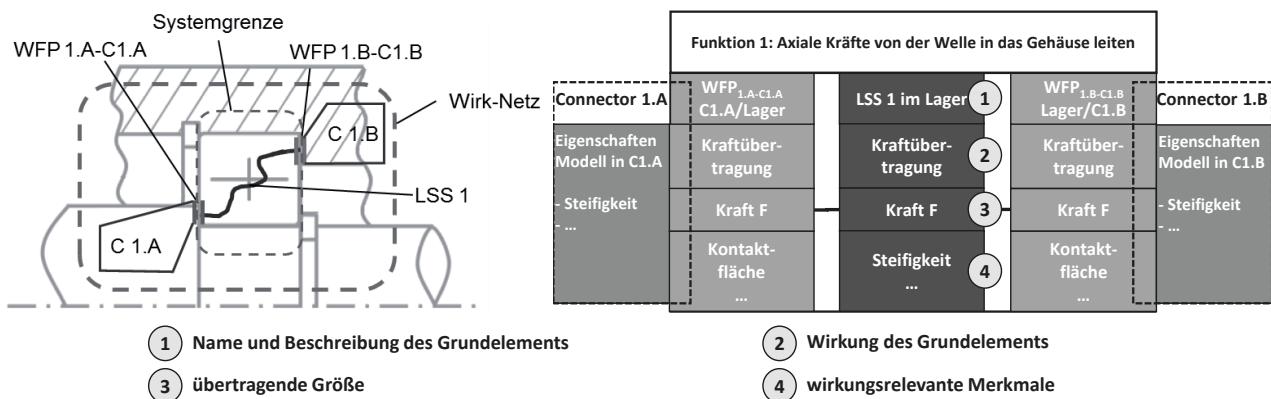 Systemgrenze
WFP 1.A-C1.A
WFP 1.B-C1.B
Wirk-Netz
C 1.B
LSS 1
C 1.A
Funktion 1: Axiale Kräfte von der Welle in das Gehäuse leiten
Connector 1.A
WFP1.A-C1.A
C1.A/Lager
LSS 1 im Lager
1
WFP1.B-C1.B
Lager/C1.B
Connector 1.B
Eigenschaften
Modell in C1.A
- Steifigkeit
- ...
Kraftüber-
tragung
Kraftüber-
tragung
2
Kraftüber-
tragung
Eigenschaften
Modell in C1.B
- Steifigkeit
- ...
Kraft F
Kraft F
3
Kraft F
Kontakt-
fläche
...
Steifigkeit
...
4
Kontakt-
fläche
...
1 Name und Beschreibung des Grundelements
2 Wirkung des Grundelements
3 übertragende Größe
4 wirkungsrelevante Merkmale